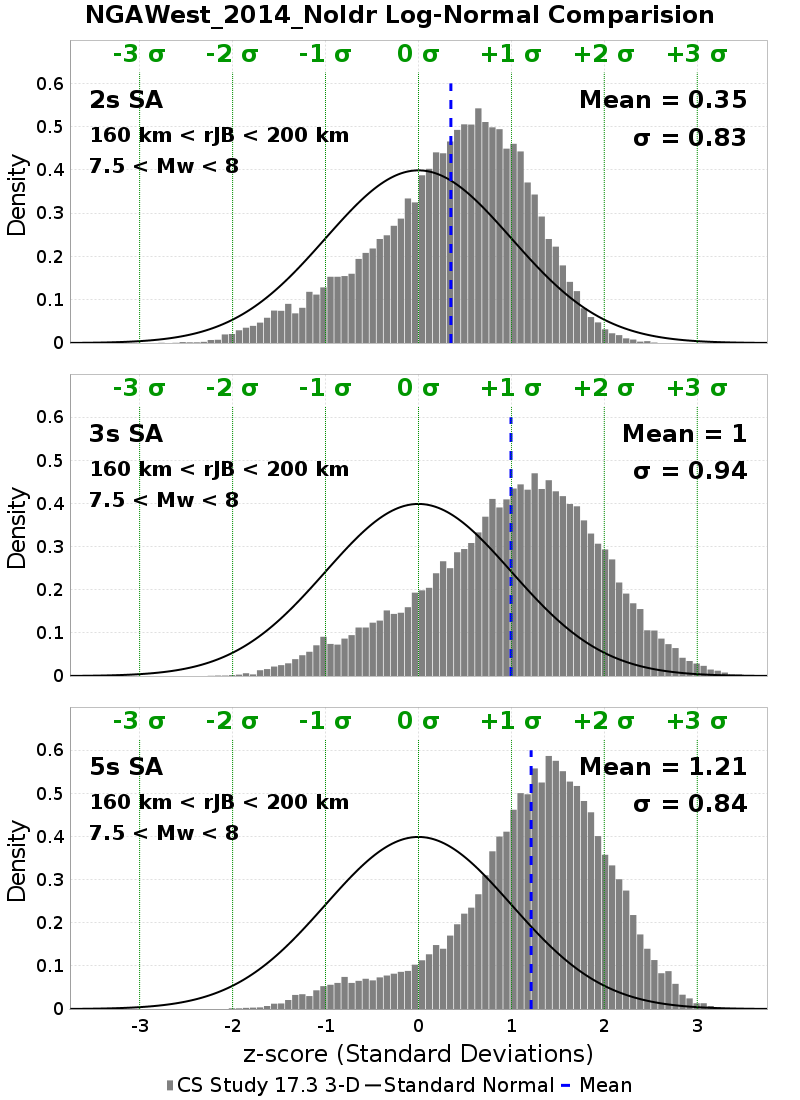 NGAWest_2014_NoIdr Log-Normal Comparision
-3 σ -2 σ -1 σ 0 σ +1 σ +2 σ +3 σ
0.6
2s SA Mean = 0.35
0.5
160 km < rJB < 200 km σ = 0.83
7.5 < Mw < 8
0.4
Density
0.3
0.2
0.1
0
-3 σ -2 σ -1 σ 0 σ +1 σ +2 σ +3 σ
0.6
3s SA Mean = 1
0.5
160 km < rJB < 200 km σ = 0.94
7.5 < Mw < 8
0.4
Density
0.3
0.2
0.1
0
-3 σ -2 σ -1 σ 0 σ +1 σ +2 σ +3 σ
0.6
5s SA Mean = 1.21
0.5
160 km < rJB < 200 km σ = 0.84
7.5 < Mw < 8
0.4
Density
0.3
0.2
0.1
0
-3 -2 -1 0 1 2 3
z-score (Standard Deviations)
CS Study 17.3 3-D Standard Normal Mean